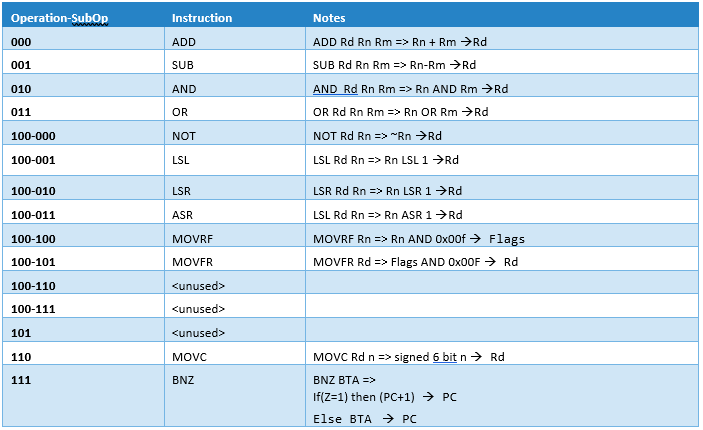 Operation-SubOp Instruction Notes
000 ADD ADD Rd Rn Rm => Rn + Rm →Rd
001 SUB SUB Rd Rn Rm => Rn-Rm →Rd
010 AND AND Rd Rn Rm => Rn AND Rm →Rd
011 OR OR Rd Rn Rm => Rn OR Rm →Rd
100-000 NOT NOT Rd Rn => ~Rn →Rd
100-001 LSL LSL Rd Rn => Rn LSL 1 →Rd
100-010 LSR LSR Rd Rn => Rn LSR 1 →Rd
100-011 ASR LSL Rd Rn => Rn ASR 1 →Rd
100-100 MOVRF MOVRF Rn => Rn AND 0x00f → Flags
100-101 MOVFR MOVFR Rd => Flags AND 0x00F → Rd
100-110 <unused>
100-111 <unused>
101 <unused>
110 MOVC MOVC Rd n => signed 6 bit n → Rd
111 BNZ BNZ BTA =>
If(Z=1) then (PC+1) → PC
Else BTA → PC